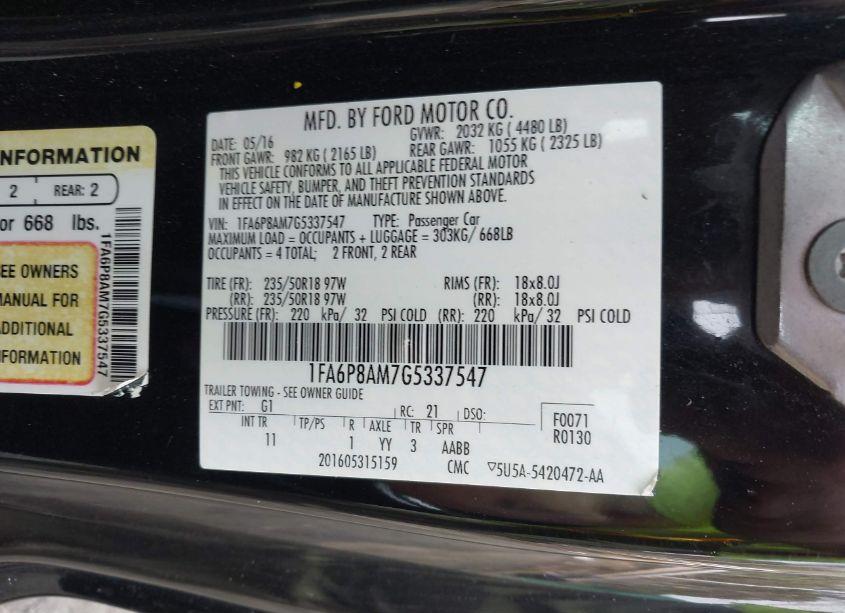 NFORMATION
2 REAR: 2
or 668 lbs.
SEE OWNERS
MANUAL FOR
ADDITIONAL
INFORMATION
1FA6P8AM7G5337547
MFD. BY FORD MOTOR CO.
DATE: 05/16 GVWR: 2032 KG ( 4480 LB)
FRONT GAWR: 982 KG ( 2165 LB) REAR GAWR: 1055 KG ( 2325 LB)
THIS VEHICLE CONFORMS TO ALL APPLICABLE FEDERAL MOTOR
VEHICLE SAFETY, BUMPER, AND THEFT PREVENTION STANDARDS
IN EFFECT ON THE DATE OF MANUFACTURE SHOWN ABOVE.
VIN: 1FA6P8AM7G5337547 TYPE: Passenger Car
MAXIMUM LOAD = OCCUPANTS + LUGGAGE = 303KG/ 668LB
OCCUPANTS = 4 TOTAL; 2 FRONT, 2 REAR
TIRE (FR): 235/50R18 97W RIMS (FR): 18x8.0J
(RR): 235/50R18 97W (RR): 18x8.0J
PRESSURE (FR): 220 kPa/ 32 PSI COLD (RR): 220 kPa/ 32 PSI COLD
1FA6P8AM7G5337547
TRAILER TOWING - SEE OWNER GUIDE
EXT PNT: G1 RC: 21 DSO: F0071
INT TR TP/PS R AXLE TR SPR R0130
11 1 YY 3 AABB
201605315159 CMC ▽5U5A-5420472-AA